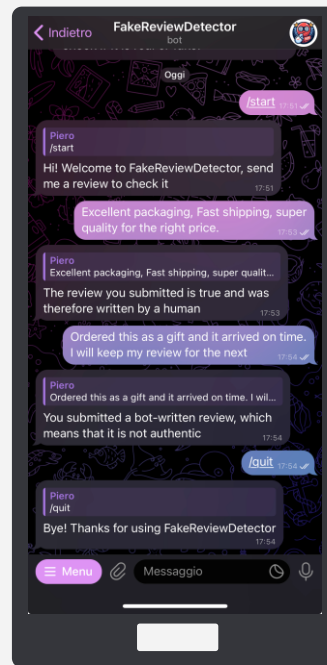 Indietro
FakeReviewDetector
bot
Oggi
/start 17:51
Piero
/start
Hi! Welcome to FakeReviewDetector, send
me a review to check it
17:51
Excellent packaging, Fast shipping, super
quality for the right price.
17:53
Piero
Excellent packaging, Fast shipping, super qualit...
The review you submitted is true and was
therefore written by a human
17:53
Ordered this as a gift and it arrived on time.
I will keep my review for the next
17:54
Piero
Ordered this as a gift and it arrived on time. I wil...
You submitted a bot-written review, which
means that it is not authentic
17:54
/quit 17:54
Piero
/quit
Bye! Thanks for using FakeReviewDetector
17:54
Menu
Messaggio